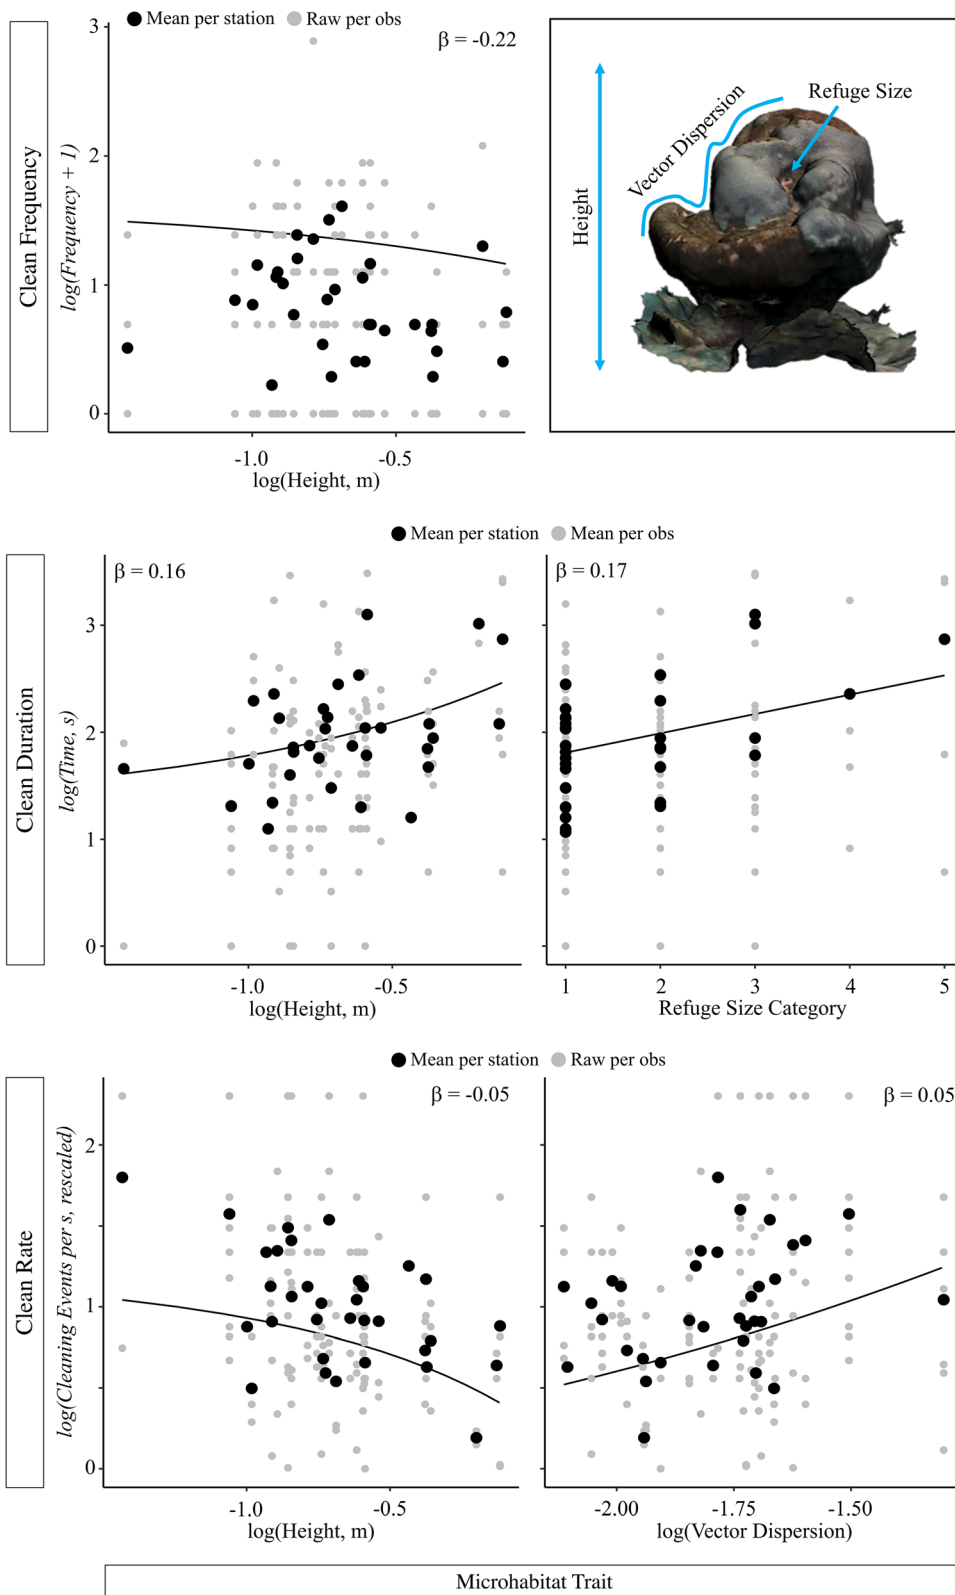 Mean per station Raw per obs
β = -0.22
Clean Frequency
log(Frequency + 1)
3
2
1
0
-1.0 -0.5
log(Height, m)
Height
Vector Dispersion
Refuge Size
Mean per station Mean per obs
β = 0.16
β = 0.17
Clean Duration
log(Time, s)
3
2
1
0
-1.0 -0.5
log(Height, m)
1 2 3 4 5
Refuge Size Category
Mean per station Raw per obs
β = -0.05
β = 0.05
Clean Rate
log(Cleaning Events per s, rescaled)
2
1
0
-1.0 -0.5
log(Height, m)
-2.00 -1.75 -1.50
log(Vector Dispersion)
Microhabitat Trait